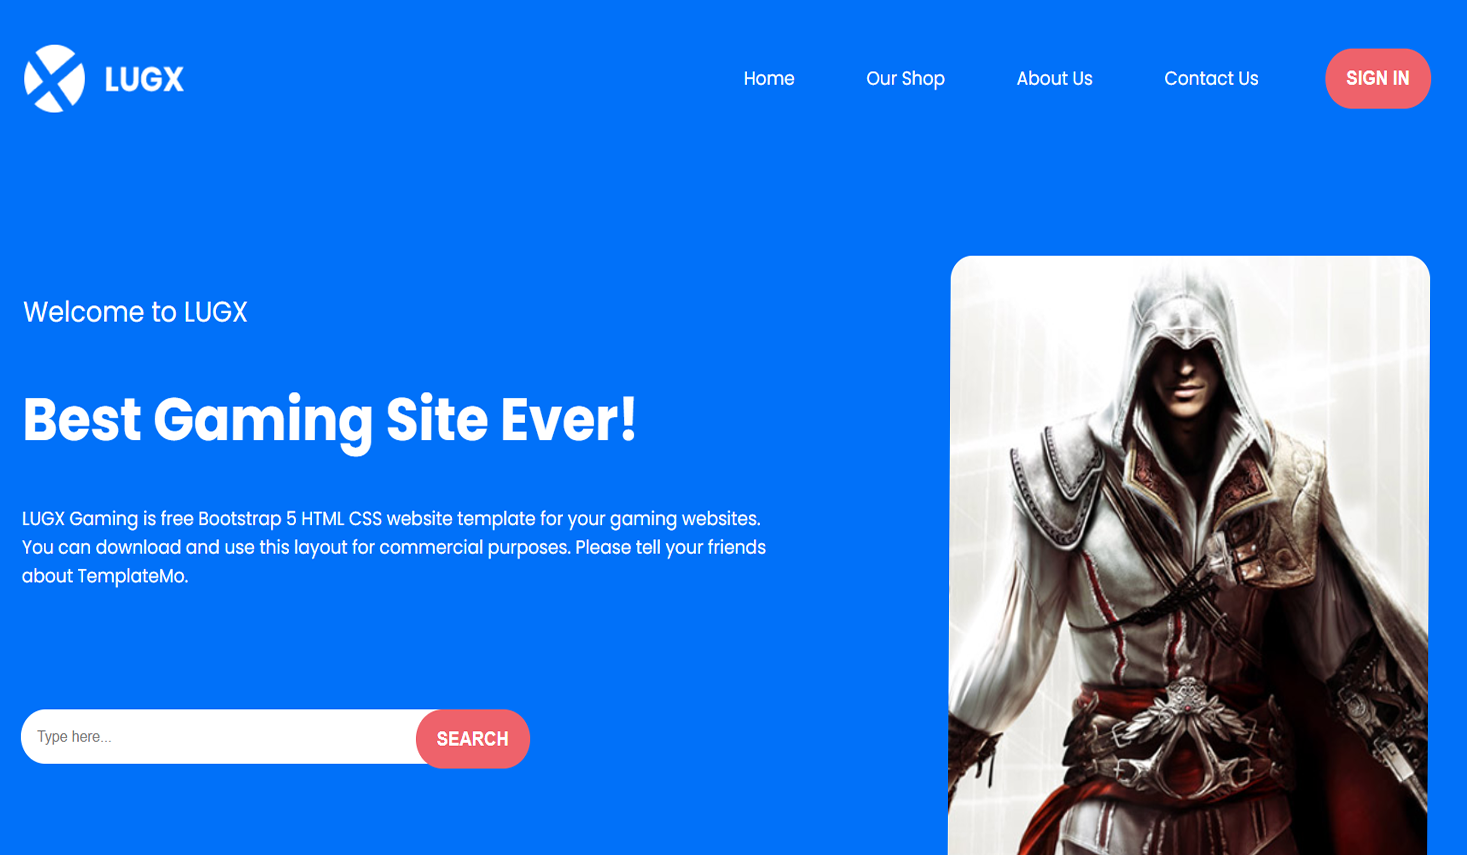 LUGX
Home
Our Shop
About Us
Contact Us
SIGN IN
Welcome to LUGX
Best Gaming Site Ever!
LUGX Gaming is free Bootstrap 5 HTML CSS website template for your gaming websites.
You can download and use this layout for commercial purposes. Please tell your friends
about TemplateMo.
Type here...
SEARCH